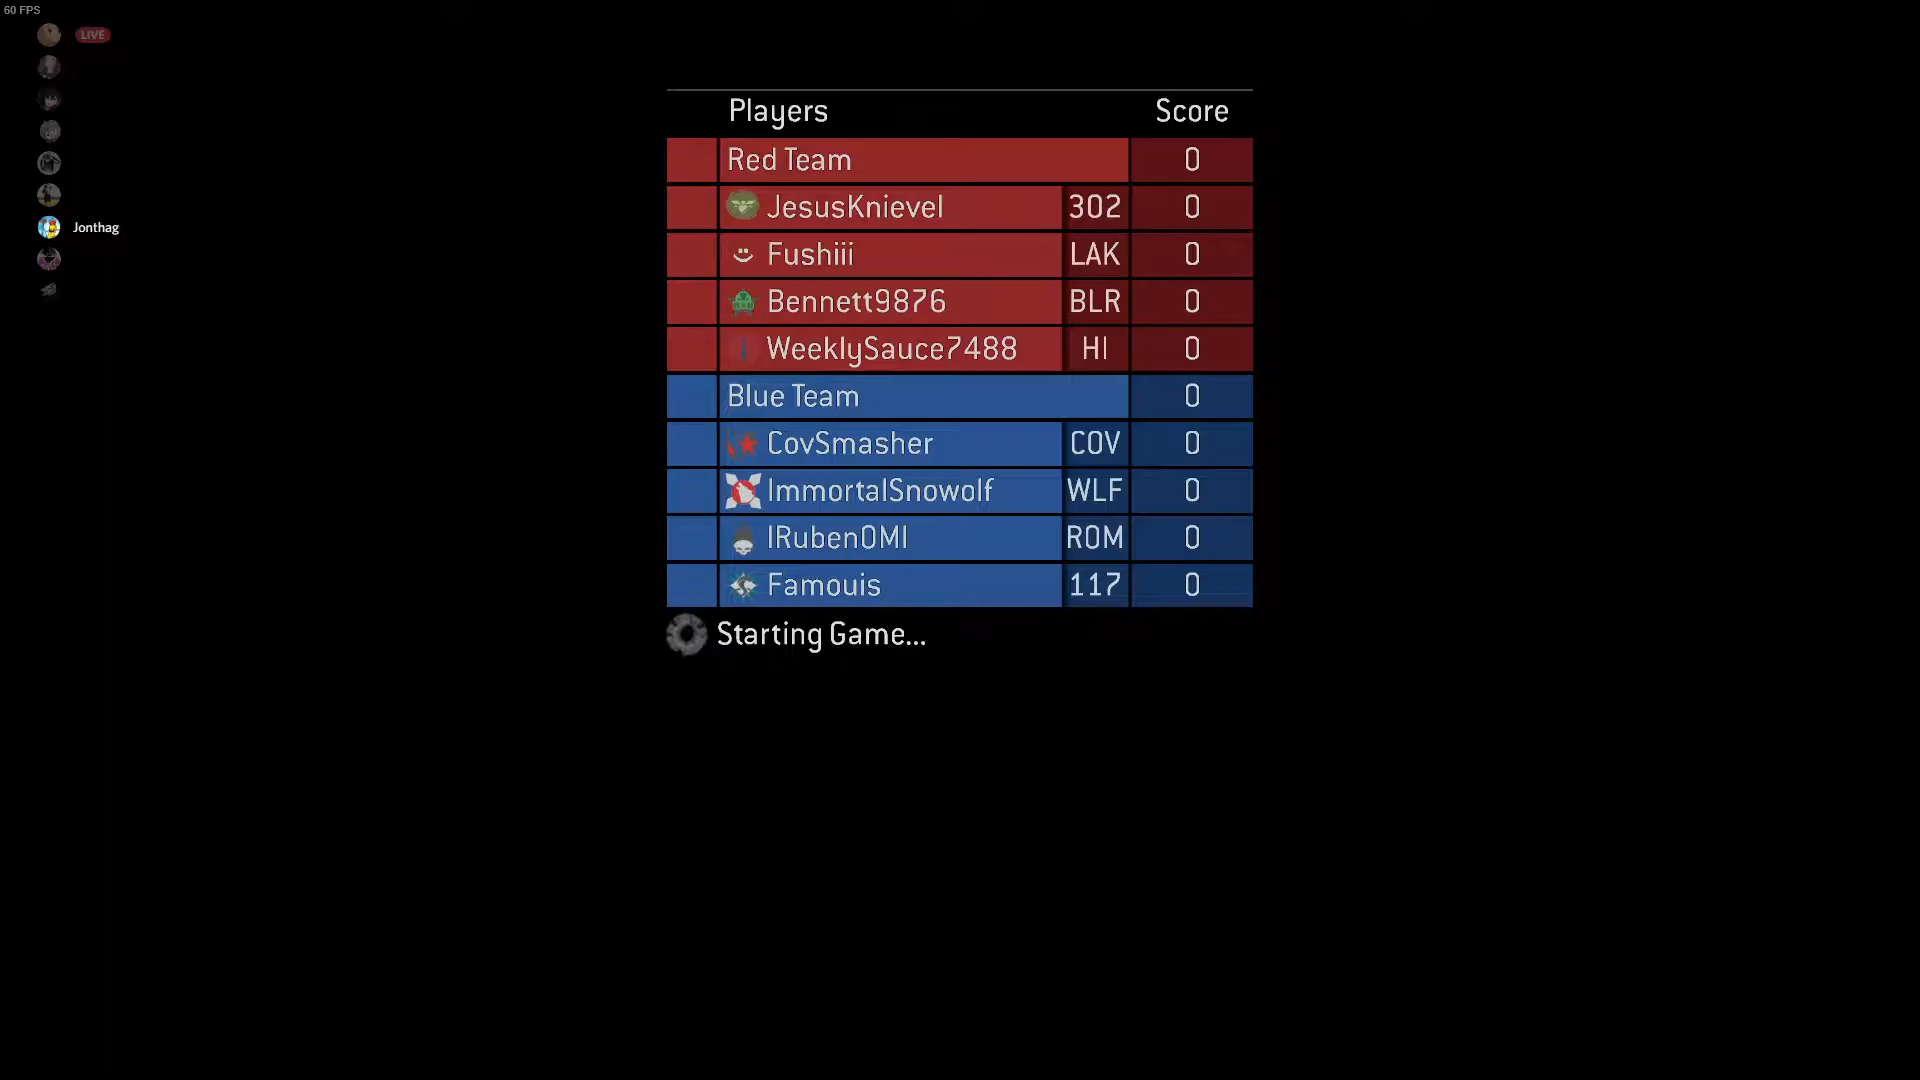 60 FPS
LIVE
Jonthag
Players Score
Red Team 0
JesusKnievel 302 0
Fushiii LAK 0
Bennett9876 BLR 0
WeeklySauce7488 HI 0
Blue Team 0
CovSmasher COV 0
ImmortalSnowolf WLF 0
IRubenOMI ROM 0
Famouis 117 0
Starting Game...